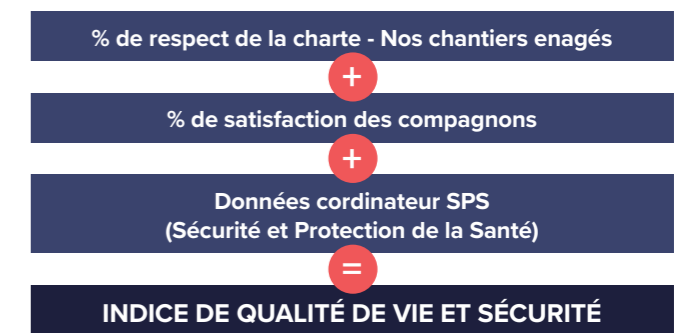 % de respect de la charte - Nos chantiers enagés
+
% de satisfaction des compagnons
+
Données cordinateur SPS
(Sécurité et Protection de la Santé)
=
INDICE DE QUALITÉ DE VIE ET SÉCURITÉ